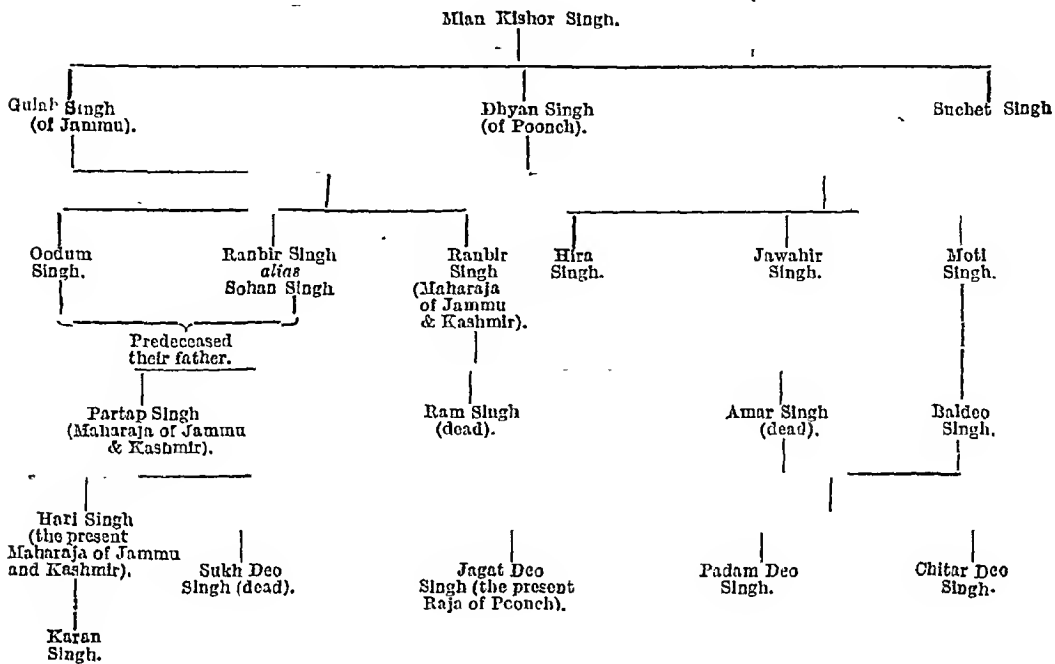 Mian Kishor Singh.
Gulab Singh
(of Jammu).
Dhyan Singh
(of Poonch).
Suchet Singh
Oodum
Singh.
Ranbir Singh
alias
Sohan Singh
Ranbir
Singh
(Maharaja
of Jammu
& Kashmir).
Hira
Singh.
Jawahir
Singh.
Moti
Singh.
Predeceased
their father.
Partap Singh
(Maharaja of Jammu
& Kashmir).
Ram Singh
(dead).
Amar Singh
(dead).
Baldeo
Singh.
Hari Singh
(the present
Maharaja of Jammu
and Kashmir).
Sukh Deo
Singh (dead).
Jagat Deo
Singh (the present
Raja of Poonch).
Padam Deo
Singh.
Chitar Deo
Singh.
Karan
Singh.